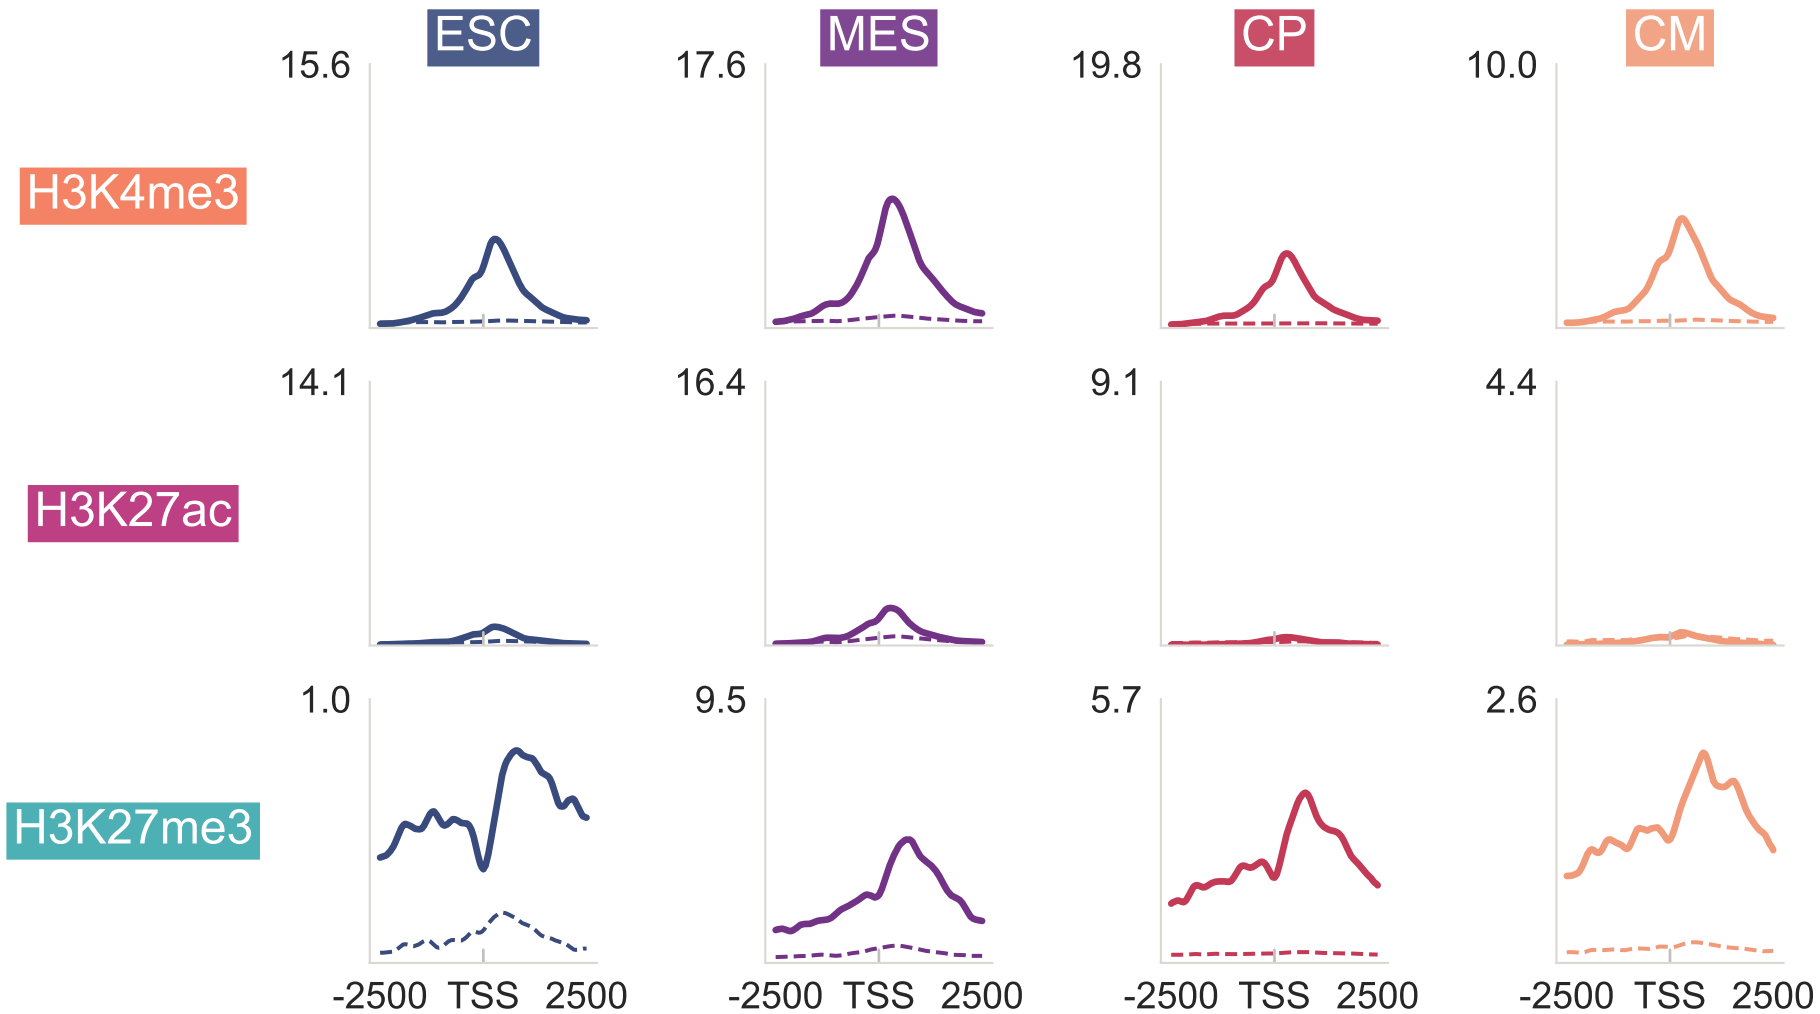 ESC MES CP CM
15.6 17.6 19.8 10.0
H3K4me3
14.1 16.4 9.1 4.4
H3K27ac
1.0 9.5 5.7 2.6
H3K27me3
-2500 TSS 2500 -2500 TSS 2500 -2500 TSS 2500 -2500 TSS 2500